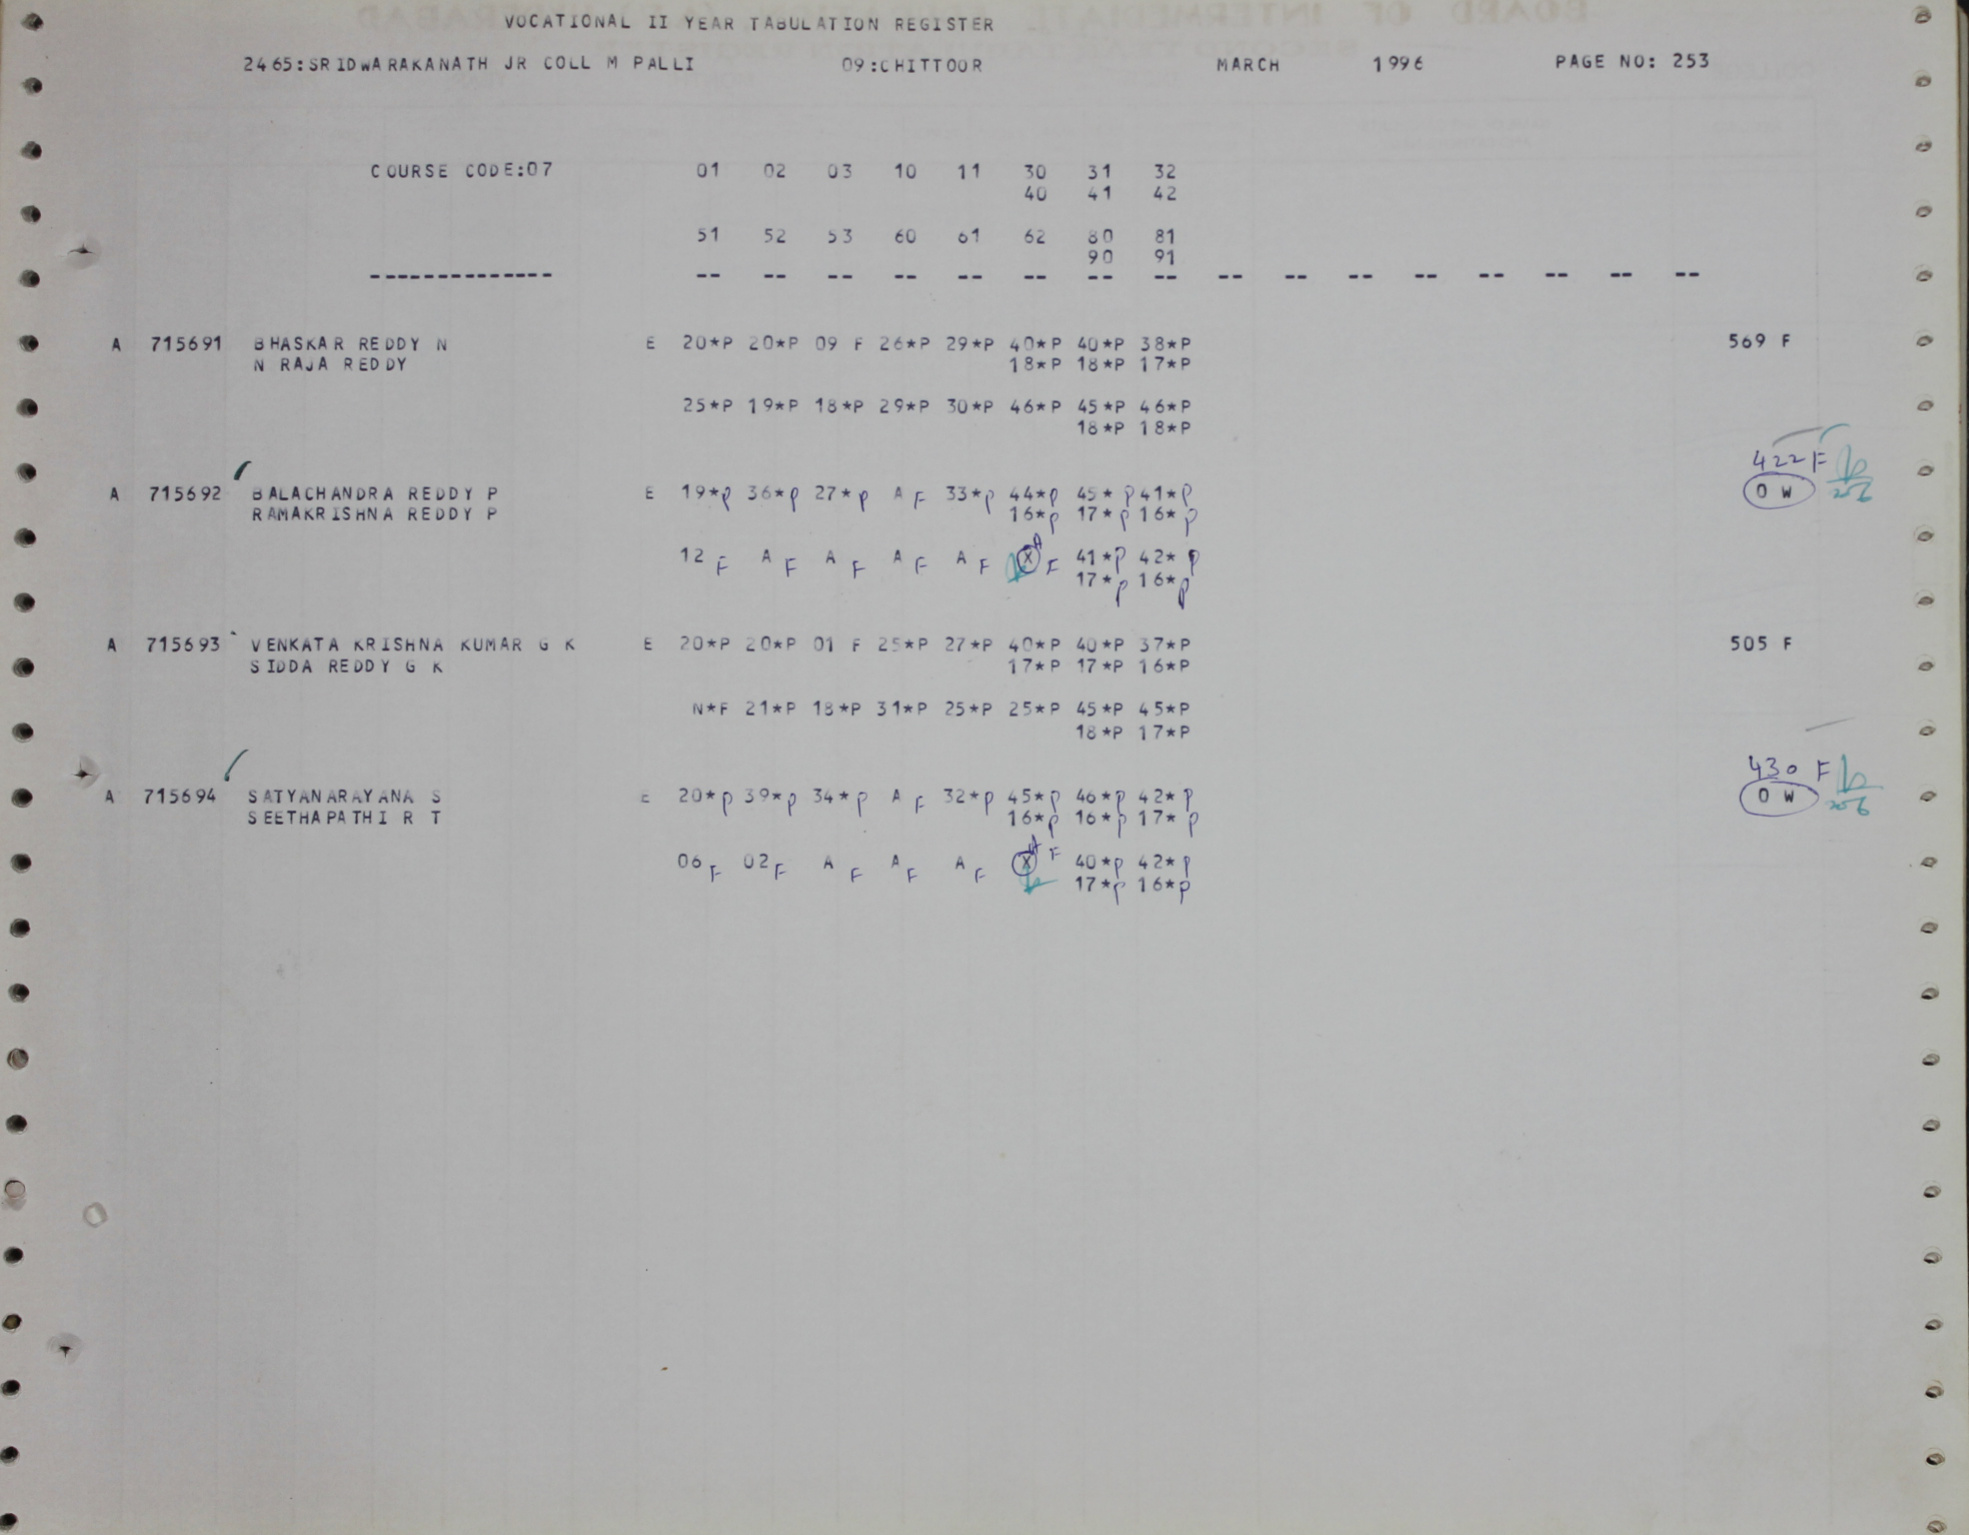 VOCATIONAL II YEAR TABULATION REGISTER
2465:SRIDWARAKANATH JR COLL M PALLI 09:CHITTOOR MARCH 1996 PAGE NO: 253
COURSE CODE:07 01 02 03 10 11 30 31 32
40 41 42
51 52 53 60 61 62 80 81
90 91
-------------- -- -- -- -- -- -- -- -- -- -- -- -- -- -- -- --
A 715691 BHASKAR REDDY N E 20*P 20*P 09 F 26*P 29*P 40*P 40*P 38*P 569 F
N RAJA REDDY 18*P 18*P 17*P
25*P 19*P 18*P 29*P 30*P 46*P 45*P 46*P
18*P 18*P
422 F
A 715692 BALACHANDRA REDDY P E 19*P 36*P 27*P A F 33*P 44*P 45*P 41*P 0 W
RAMAKRISHNA REDDY P 16*P 17*P 16*P
12 F A F A F A F A F X A F 41*P 42*P
17*P 16*P
A 715693 VENKATA KRISHNA KUMAR G K E 20*P 20*P 01 F 25*P 27*P 40*P 40*P 37*P 505 F
SIDDA REDDY G K 17*P 17*P 16*P
N*F 21*P 18*P 31*P 25*P 25*P 45*P 45*P
18*P 17*P
430 F
A 715694 SATYANARAYANA S E 20*P 39*P 34*P A F 32*P 45*P 46*P 42*P 0 W
SEETHAPATHI R T 16*P 16*P 17*P
06 F 02 F A F A F A F X A F 40*P 42*P
17*P 16*P